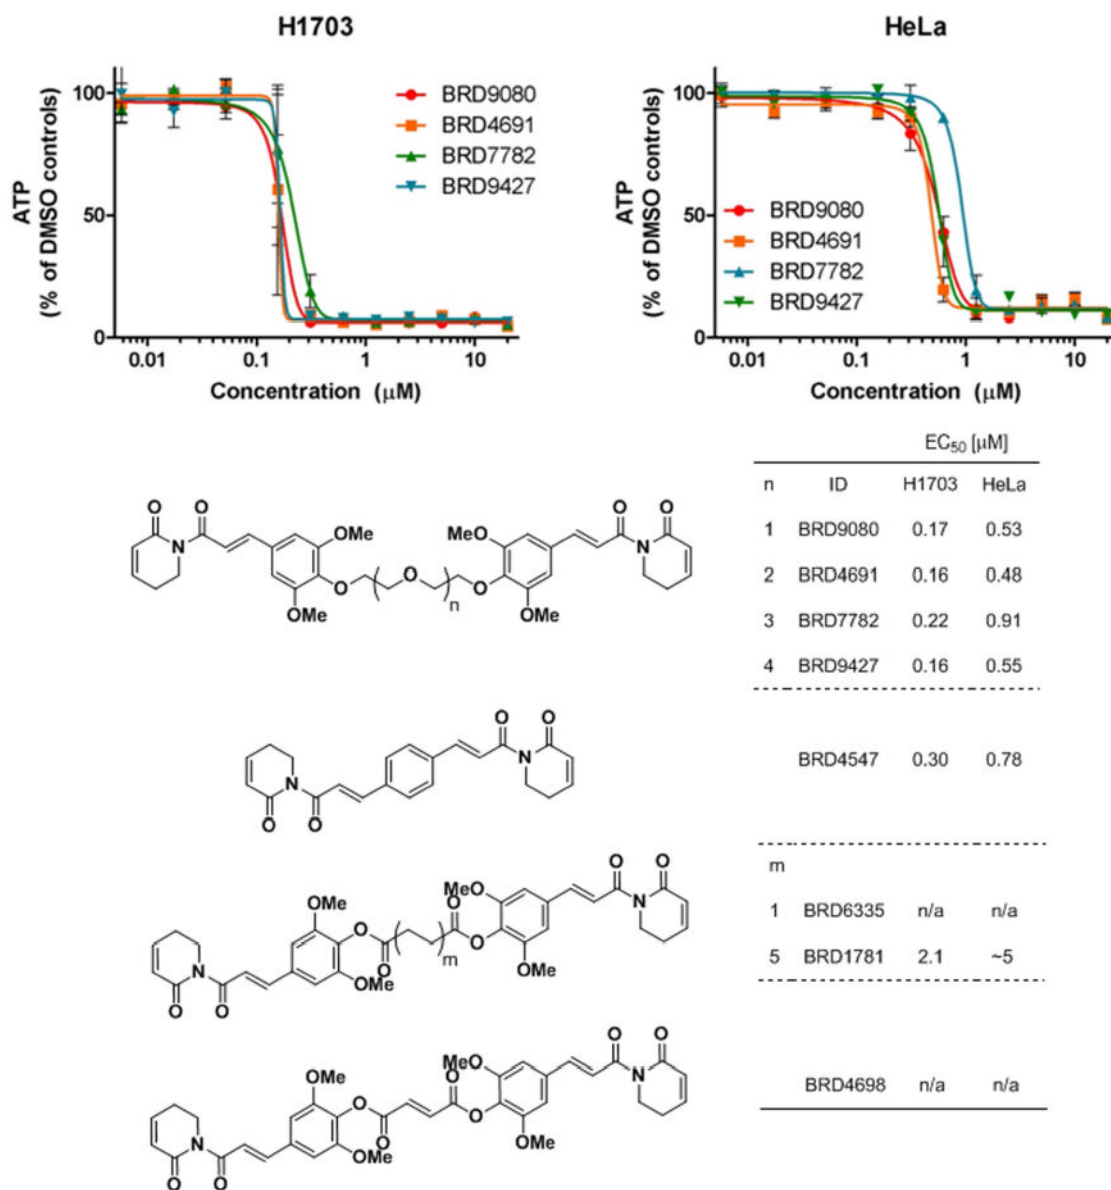 H1703
HeLa
ATP
(% of DMSO controls)
100
50
0
BRD9080
BRD4691
BRD7782
BRD9427
0.01 0.1 1 10
Concentration (μM)
ATP
(% of DMSO controls)
100
50
0
BRD9080
BRD4691
BRD7782
BRD9427
0.01 0.1 1 10
Concentration (μM)
EC50 [μM]
n ID H1703 HeLa
1 BRD9080 0.17 0.53
2 BRD4691 0.16 0.48
3 BRD7782 0.22 0.91
4 BRD9427 0.16 0.55
O O N OMe O OMe O n O MeO OMe O N O
BRD4547 0.30 0.78
O O N N O O
m
1 BRD6335 n/a n/a
5 BRD1781 2.1 ~5
O O N MeO O O OMe OMe O O m OMe N O O
BRD4698 n/a n/a
O O N MeO O O OMe OMe O O OMe N O O